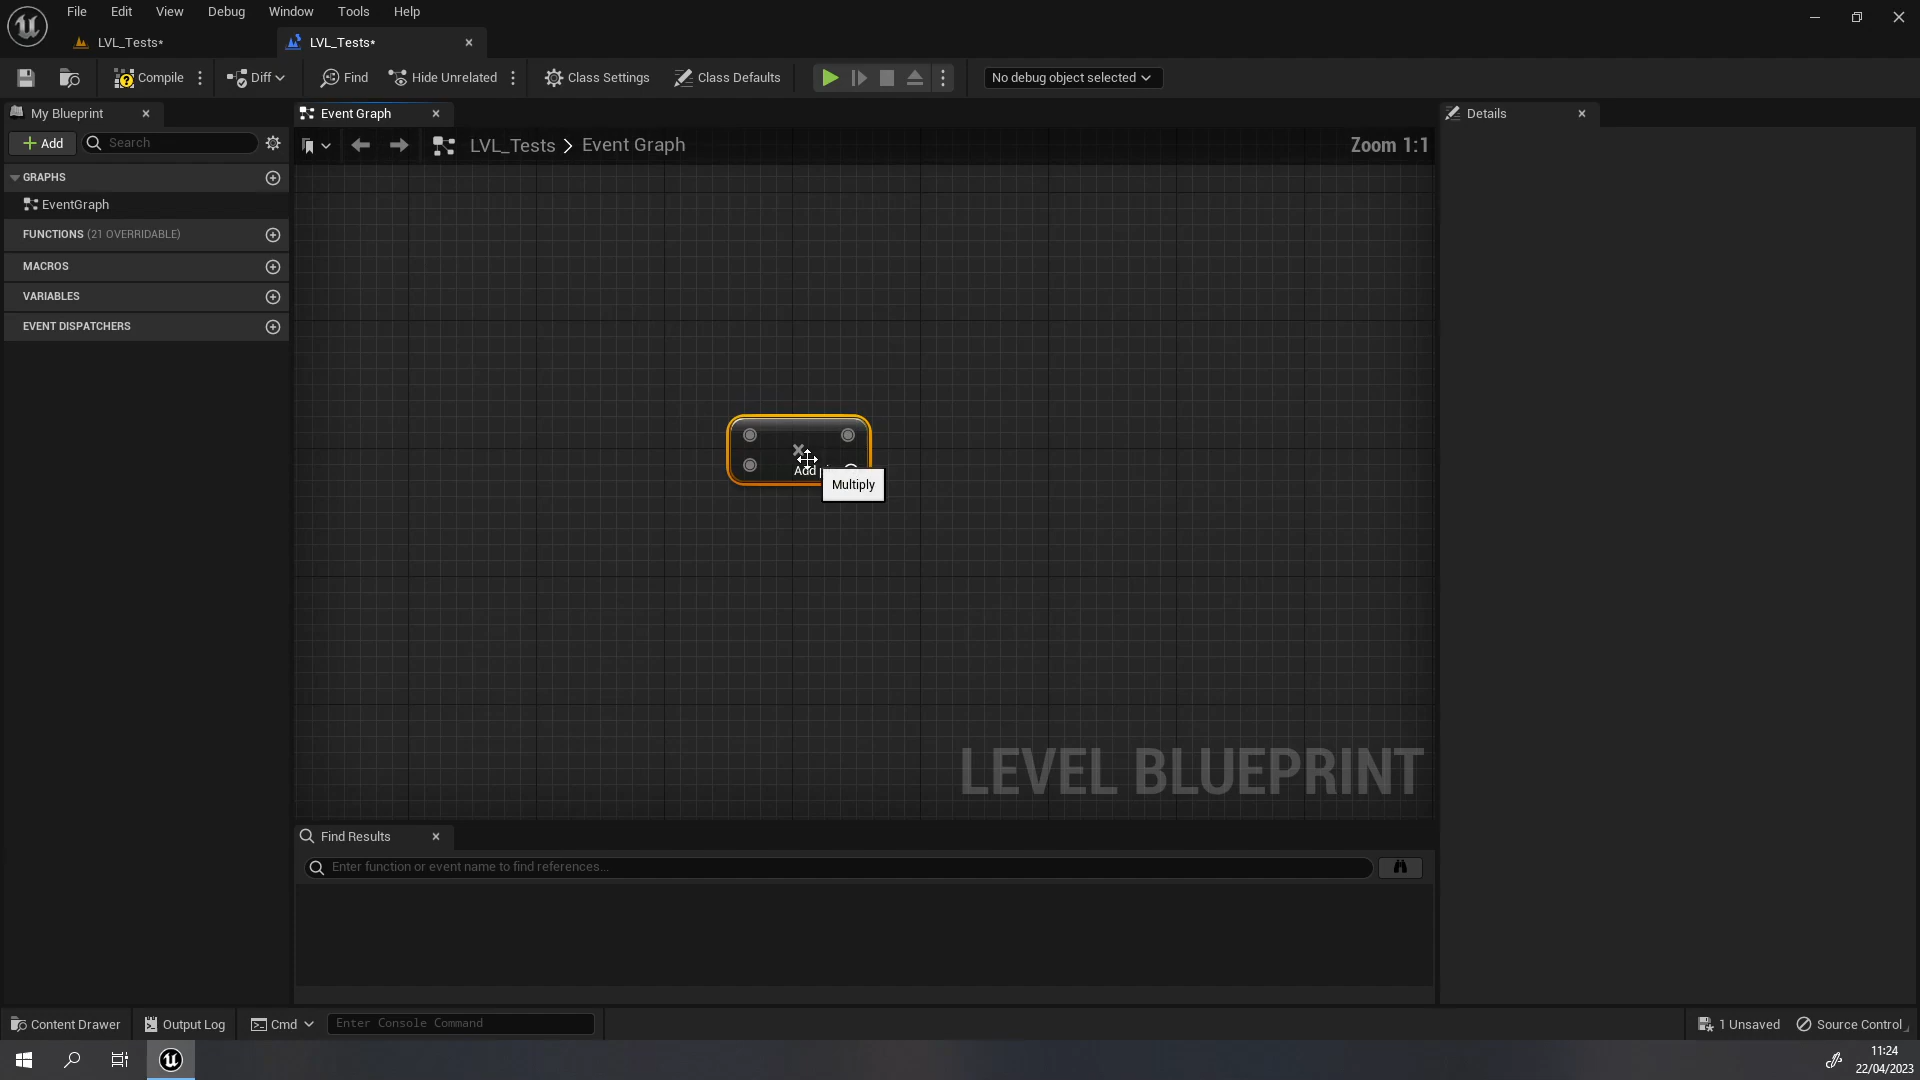 File Edit View Debug Window Tools Help
LVL_Tests* LVL_Tests*
Compile Diff Find Hide Unrelated Class Settings Class Defaults No debug object selected
My Blueprint Event Graph Details
Add Search LVL_Tests > Event Graph Zoom 1:1
GRAPHS
EventGraph
FUNCTIONS (21 OVERRIDABLE)
MACROS
VARIABLES
EVENT DISPATCHERS
Add
Multiply
LEVEL BLUEPRINT
Find Results
Enter function or event name to find references...
Content Drawer Output Log Cmd Enter Console Command 1 Unsaved Source Control
11:24
22/04/2023